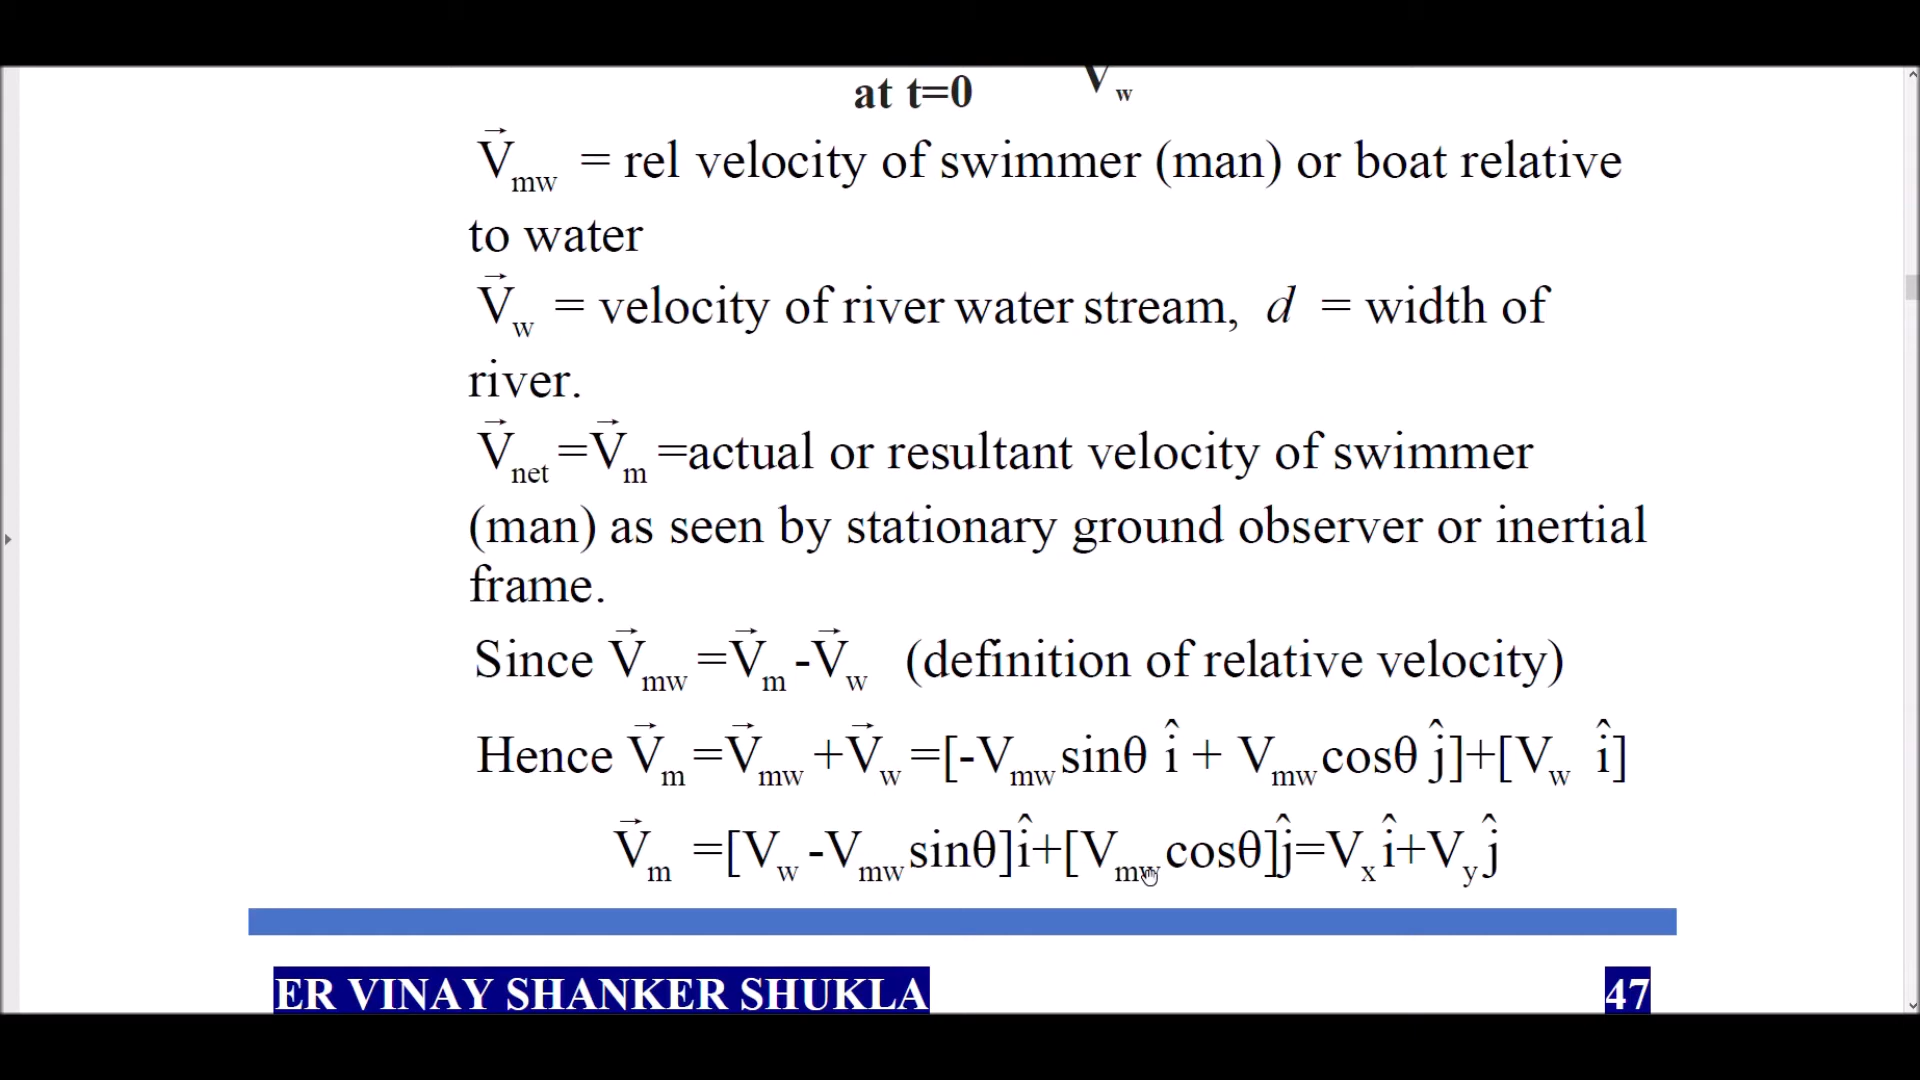 at t=0 V_w
V⃗_mw = rel velocity of swimmer (man) or boat relative
to water
V⃗_w = velocity of river water stream, d = width of
river.
V⃗_net =V⃗_m =actual or resultant velocity of swimmer
(man) as seen by stationary ground observer or inertial
frame.
Since V⃗_mw =V⃗_m -V⃗_w (definition of relative velocity)
Hence V⃗_m =V⃗_mw +V⃗_w =[-V_mw sinθ î + V_mw cosθ ĵ]+[V_w î]
V⃗_m =[V_w -V_mw sinθ]î+[V_mw cosθ]ĵ=V_x î+V_y ĵ
ER VINAY SHANKER SHUKLA 47